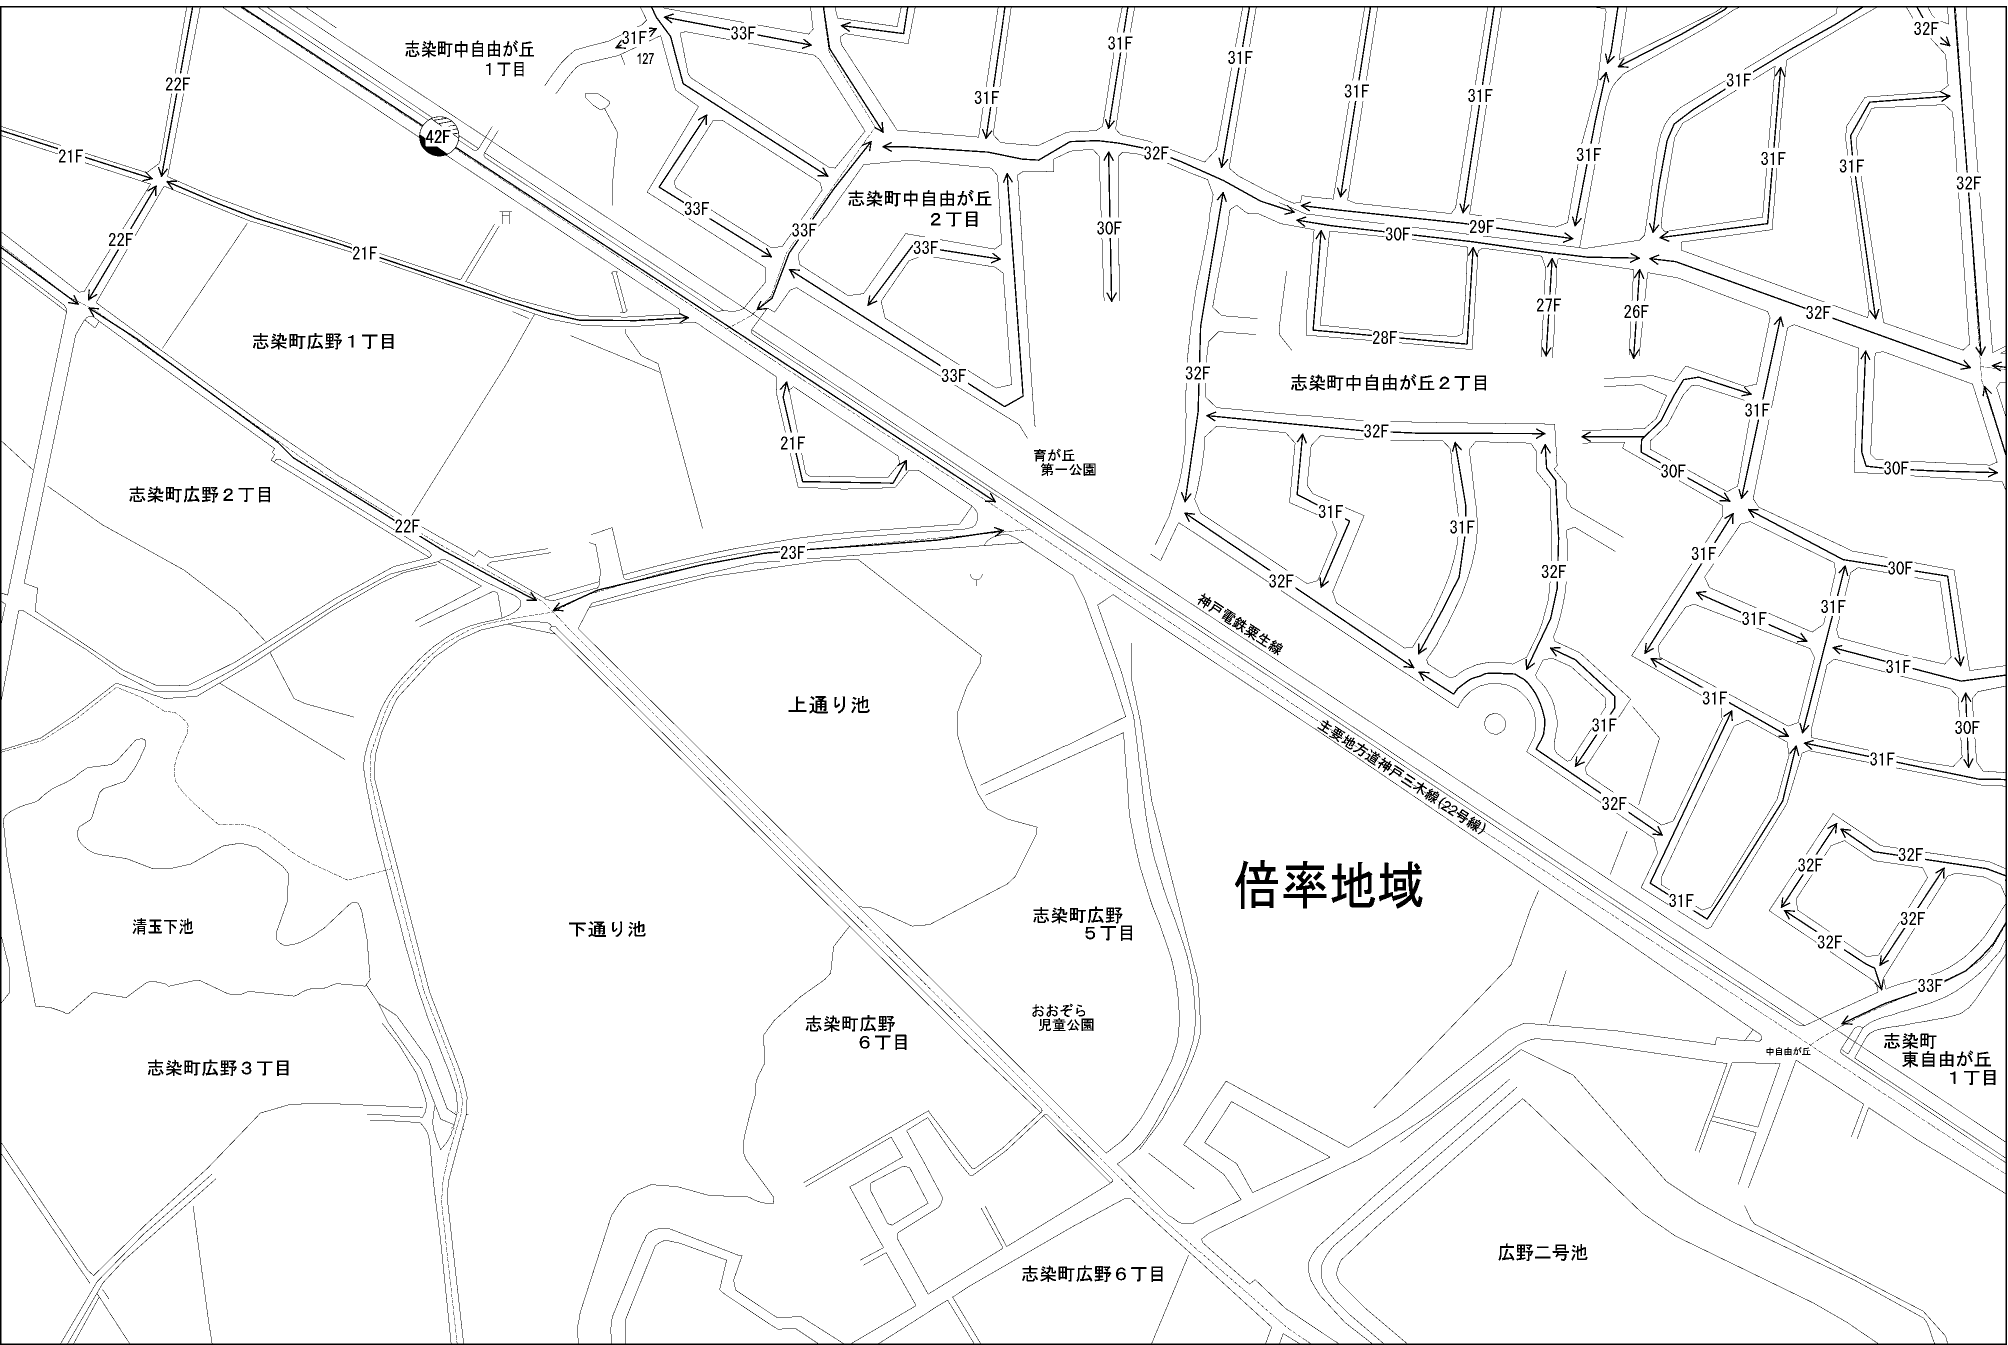 志染町中自由が丘
1丁目
31F
127
33F
31F
31F
31F
31F
31F
31F
32F
22F
42F
31F
21F
32F
31F
31F
31F
32F
志染町中自由が丘
2丁目
33F
33F
30F
29F
30F
22F
21F
33F
27F
26F
32F
28F
志染町広野1丁目
33F
32F
志染町中自由が丘2丁目
31F
32F
21F
育が丘
第一公園
30F
30F
志染町広野2丁目
31F
31F
22F
23F
31F
30F
32F
32F
31F
31F
神戸電鉄粟生線
31F
31F
31F
30F
上通り池
主要地方道神戸三木線(22号線)
31F
32F
32F
32F
倍率地域
31F
32F
32F
志染町広野
5丁目
清玉下池
下通り池
33F
おおぞら
児童公園
志染町広野
6丁目
中自由が丘
志染町
東自由が丘
1丁目
志染町広野3丁目
広野二号池
志染町広野6丁目